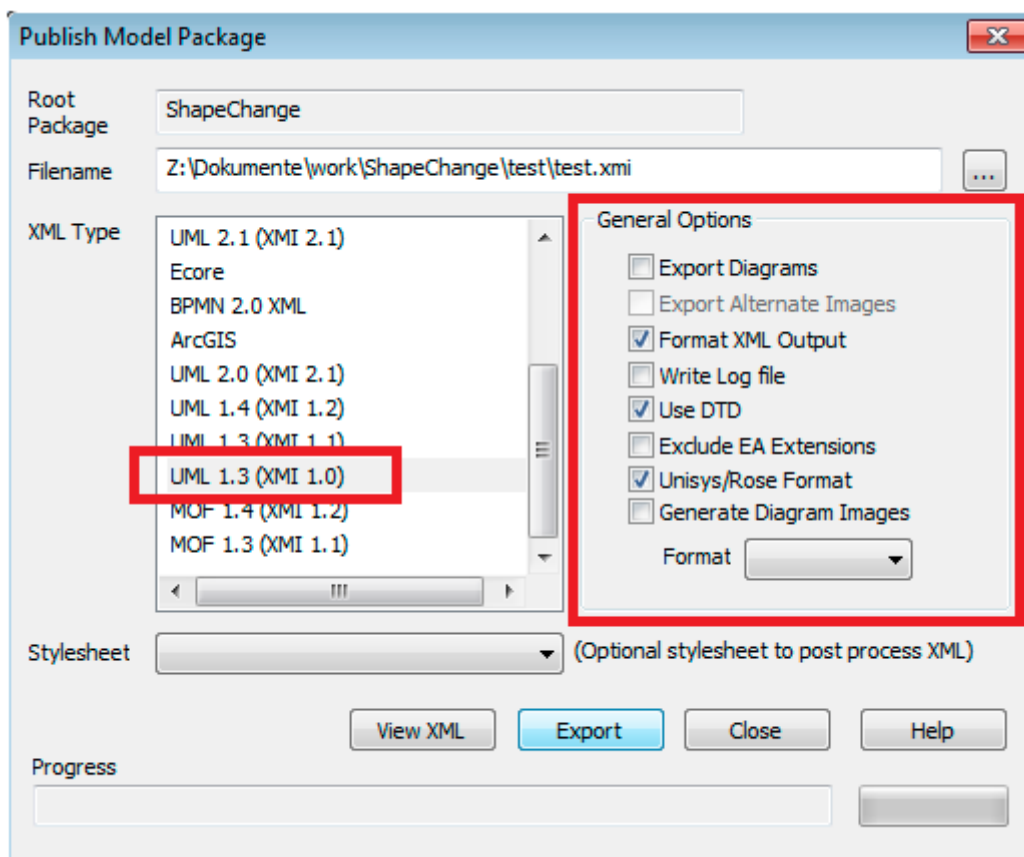 Publish Model Package
Root
Package
ShapeChange
Filename
Z:\Dokumente\work\ShapeChange\test\test.xmi
...
XML Type
UML 2.1 (XMI 2.1)
Ecore
BPMN 2.0 XML
ArcGIS
UML 2.0 (XMI 2.1)
UML 1.4 (XMI 1.2)
UML 1.3 (XMI 1.1)
UML 1.3 (XMI 1.0)
MOF 1.4 (XMI 1.2)
MOF 1.3 (XMI 1.1)
General Options
Export Diagrams
Export Alternate Images
Format XML Output
Write Log file
Use DTD
Exclude EA Extensions
Unisys/Rose Format
Generate Diagram Images
Format
Stylesheet
(Optional stylesheet to post process XML)
View XML
Export
Close
Help
Progress